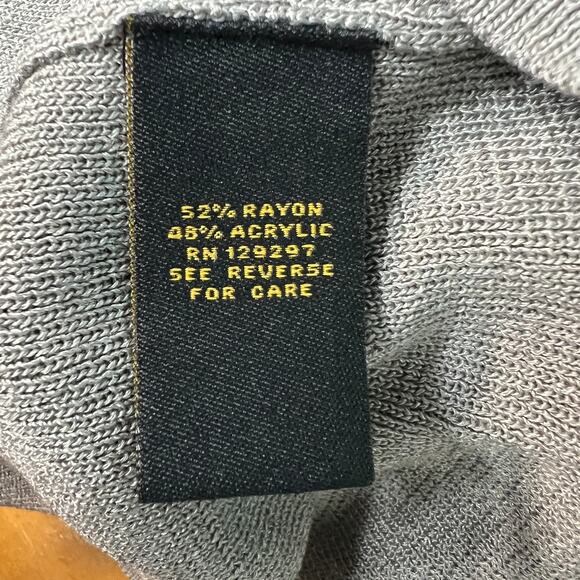 52% RAYON
48% ACRYLIC
RN 129297
SEE REVERSE
FOR CARE